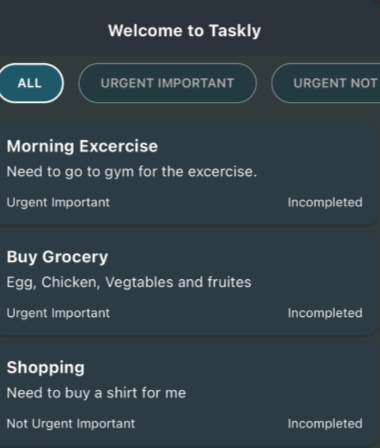 Welcome to Taskly
ALL
URGENT IMPORTANT
URGENT NOT
Morning Excercise
Need to go to gym for the excercise.
Urgent Important Incompleted
Buy Grocery
Egg, Chicken, Vegtables and fruites
Urgent Important Incompleted
Shopping
Need to buy a shirt for me
Not Urgent Important Incompleted